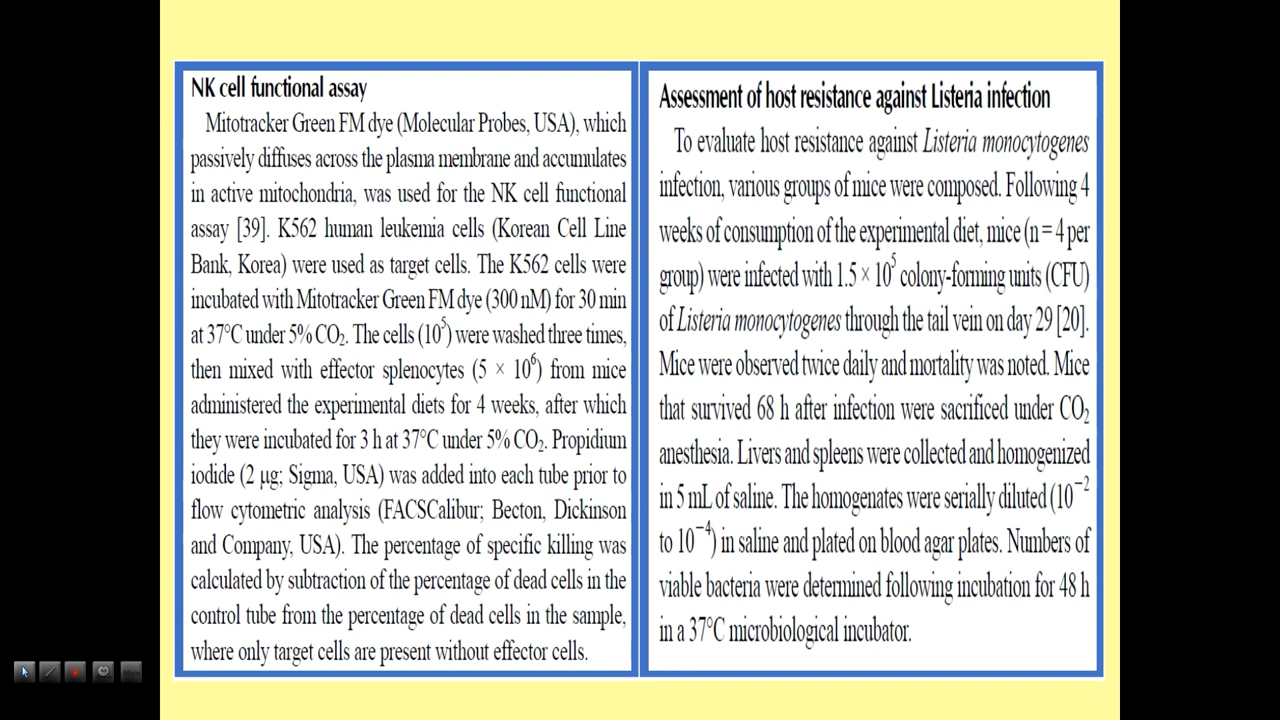 NK cell functional assay
Mitotracker Green FM dye (Molecular Probes, USA), which
passively diffuses across the plasma membrane and accumulates
in active mitochondria, was used for the NK cell functional
assay [39]. K562 human leukemia cells (Korean Cell Line
Bank, Korea) were used as target cells. The K562 cells were
incubated with Mitotracker Green FM dye (300 nM) for 30 min
at 37°C under 5% CO₂. The cells (10⁵) were washed three times,
then mixed with effector splenocytes (5 × 10⁶) from mice
administered the experimental diets for 4 weeks, after which
they were incubated for 3 h at 37°C under 5% CO₂. Propidium
iodide (2 μg; Sigma, USA) was added into each tube prior to
flow cytometric analysis (FACSCalibur; Becton, Dickinson
and Company, USA). The percentage of specific killing was
calculated by subtraction of the percentage of dead cells in the
control tube from the percentage of dead cells in the sample,
where only target cells are present without effector cells.
Assessment of host resistance against Listeria infection
To evaluate host resistance against Listeria monocytogenes
infection, various groups of mice were composed. Following 4
weeks of consumption of the experimental diet, mice (n = 4 per
group) were infected with 1.5 × 10⁵ colony-forming units (CFU)
of Listeria monocytogenes through the tail vein on day 29 [20].
Mice were observed twice daily and mortality was noted. Mice
that survived 68 h after infection were sacrificed under CO₂
anesthesia. Livers and spleens were collected and homogenized
in 5 mL of saline. The homogenates were serially diluted (10⁻²
to 10⁻⁴) in saline and plated on blood agar plates. Numbers of
viable bacteria were determined following incubation for 48 h
in a 37°C microbiological incubator.